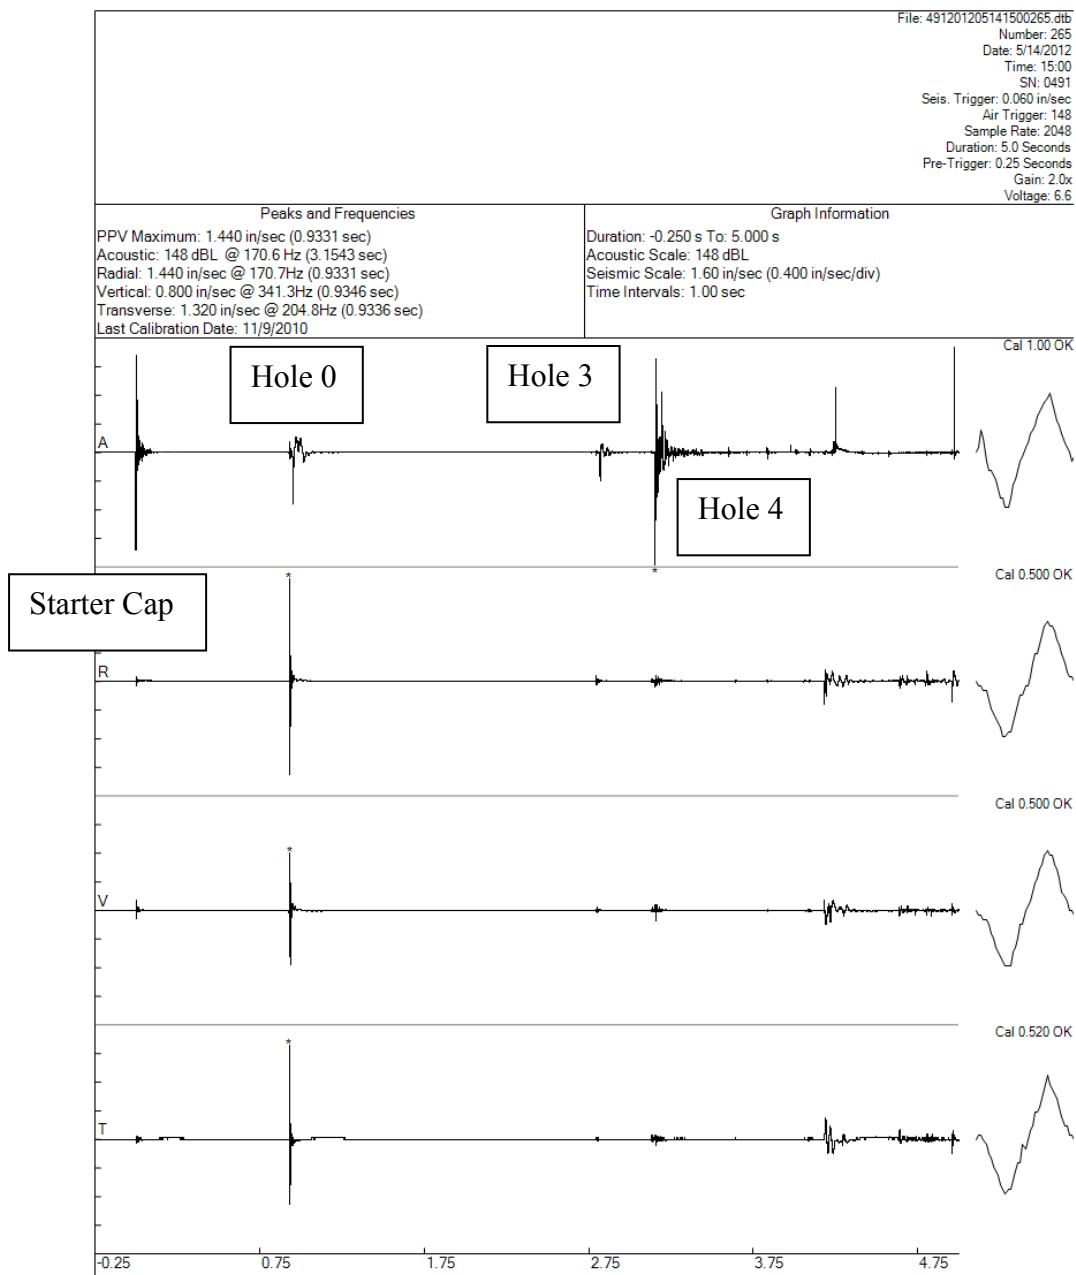 File: 491201205141500265.dtb
Number: 265
Date: 5/14/2012
Time: 15:00
SN: 0491
Seis. Trigger: 0.060 in/sec
Air Trigger: 148
Sample Rate: 2048
Duration: 5.0 Seconds
Pre-Trigger: 0.25 Seconds
Gain: 2.0x
Voltage: 6.6
Peaks and Frequencies
PPV Maximum: 1.440 in/sec (0.9331 sec)
Acoustic: 148 dBL @ 170.6 Hz (3.1543 sec)
Radial: 1.440 in/sec @ 170.7Hz (0.9331 sec)
Vertical: 0.800 in/sec @ 341.3Hz (0.9346 sec)
Transverse: 1.320 in/sec @ 204.8Hz (0.9336 sec)
Last Calibration Date: 11/9/2010
Graph Information
Duration: -0.250 s To: 5.000 s
Acoustic Scale: 148 dBL
Seismic Scale: 1.60 in/sec (0.400 in/sec/div)
Time Intervals: 1.00 sec
Cal 1.00 OK
Hole 0
Hole 3
A
Hole 4
*
*
Cal 0.500 OK
Starter Cap
R
Cal 0.500 OK
*
V
Cal 0.520 OK
*
T
-0.25 0.75 1.75 2.75 3.75 4.75